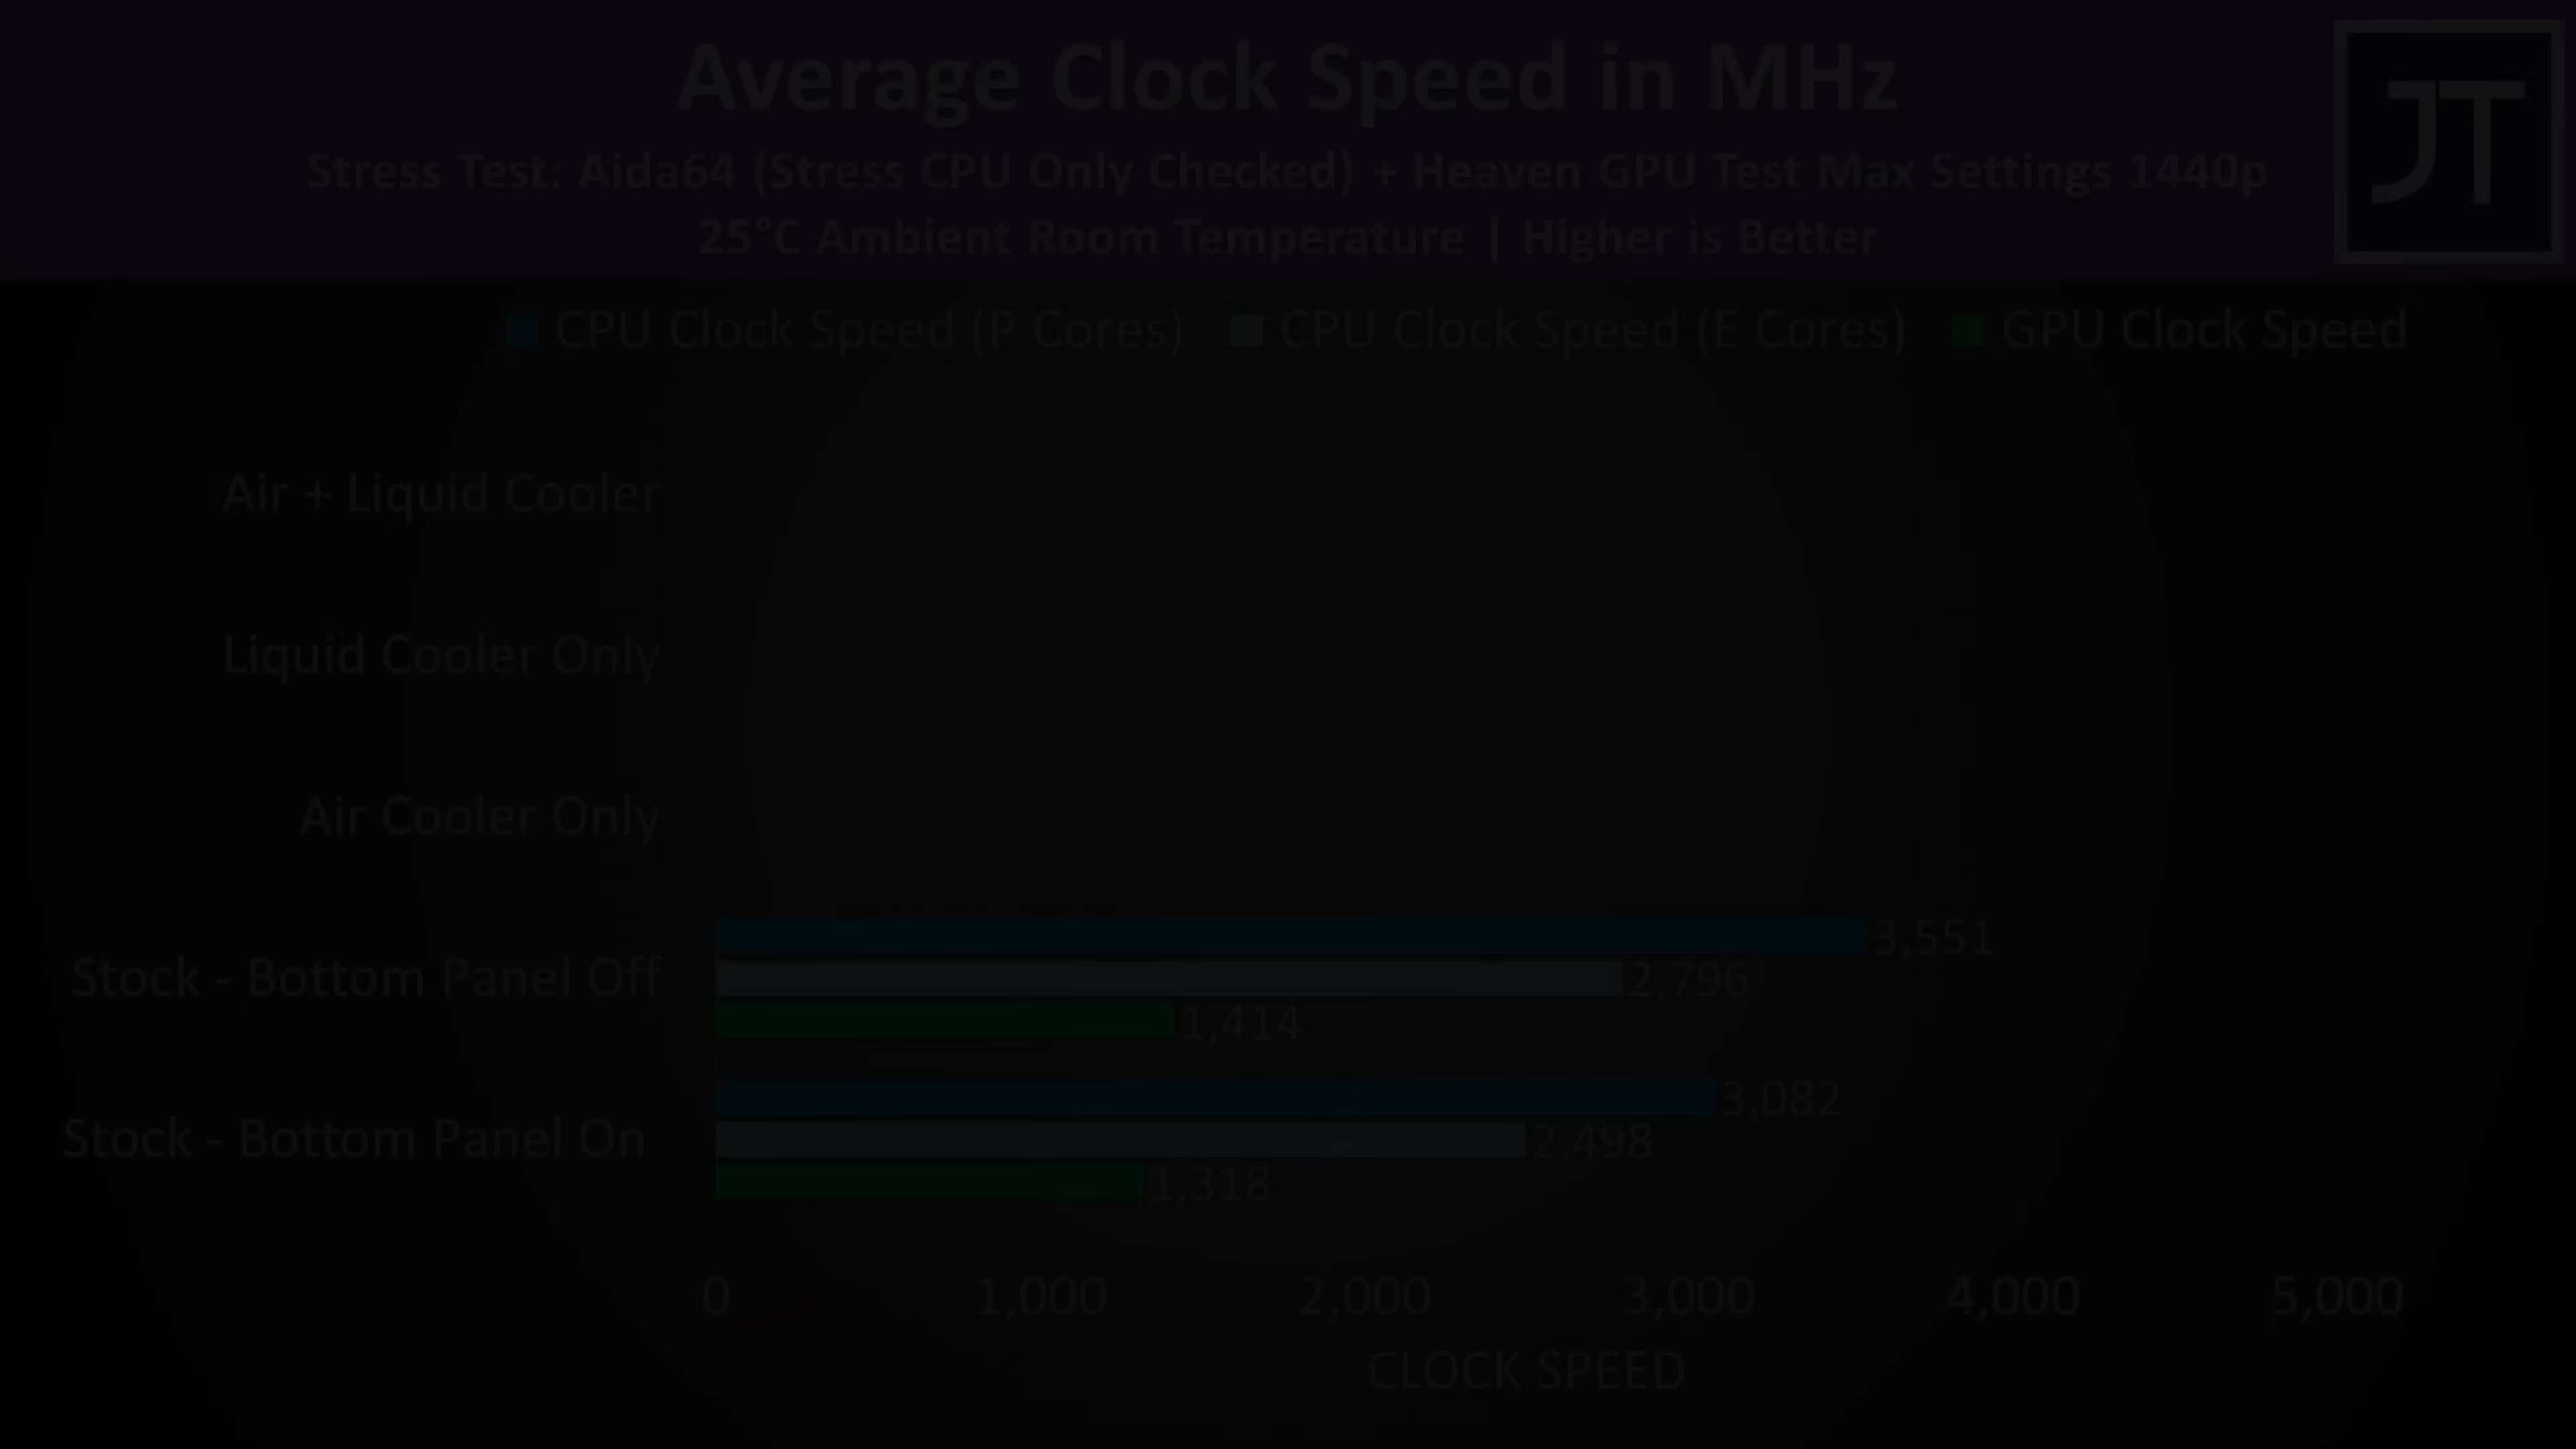 Average Clock Speed in MHz
JT
Stress Test: Aida64 (Stress CPU Only Checked) + Heaven GPU Test Max Settings 1440p
25°C Ambient Room Temperature | Higher is Better
CPU Clock Speed (P Cores) CPU Clock Speed (E Cores) GPU Clock Speed
Air + Liquid Cooler
Liquid Cooler Only
Air Cooler Only
3,551
Stock - Bottom Panel Off 2,796
1,414
3,082
Stock - Bottom Panel On 2,498
1,318
0 1,000 2,000 3,000 4,000 5,000
CLOCK SPEED